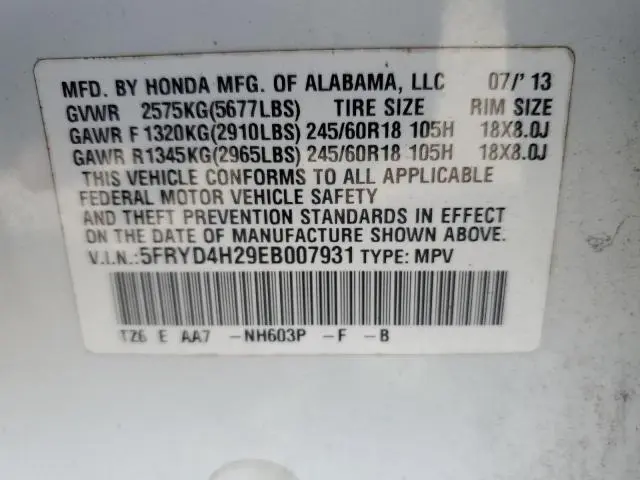 MFD. BY HONDA MFG. OF ALABAMA, LLC 07/'13
GVWR 2575KG(5677LBS) TIRE SIZE RIM SIZE
GAWR F 1320KG(2910LBS) 245/60R18 105H 18X8.0J
GAWR R1345KG(2965LBS) 245/60R18 105H 18X8.0J
THIS VEHICLE CONFORMS TO ALL APPLICABLE
FEDERAL MOTOR VEHICLE SAFETY
AND THEFT PREVENTION STANDARDS IN EFFECT
ON THE DATE OF MANUFACTURE SHOWN ABOVE.
V.I.N.:5FRYD4H29EB007931 TYPE: MPV
T26 E AA7 -NH603P -F -B